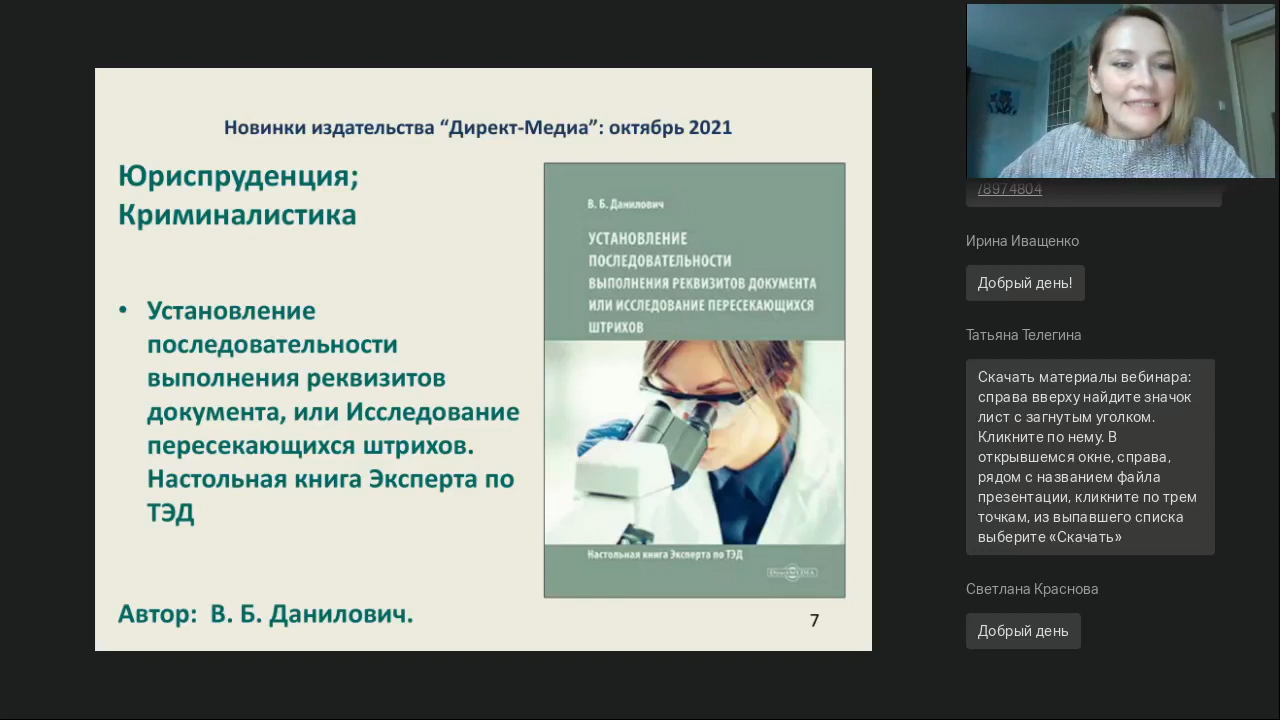 Новинки издательства “Директ-Медиа”: октябрь 2021
Юриспруденция;
Криминалистика
• Установление
последовательности
выполнения реквизитов
документа, или Исследование
пересекающихся штрихов.
Настольная книга Эксперта по
ТЭД
Автор: В. Б. Данилович.
В. Б. Данилович
УСТАНОВЛЕНИЕ
ПОСЛЕДОВАТЕЛЬНОСТИ
ВЫПОЛНЕНИЯ РЕКВИЗИТОВ ДОКУМЕНТА
ИЛИ ИССЛЕДОВАНИЕ ПЕРЕСЕКАЮЩИХСЯ
ШТРИХОВ
Настольная книга Эксперта по ТЭД
DirectMEDIA
7
/8974804
Ирина Иващенко
Добрый день!
Татьяна Телегина
Скачать материалы вебинара:
справа вверху найдите значок
лист с загнутым уголком.
Кликните по нему. В
открывшемся окне, справа,
рядом с названием файла
презентации, кликните по трем
точкам, из выпавшего списка
выберите «Скачать»
Светлана Краснова
Добрый день